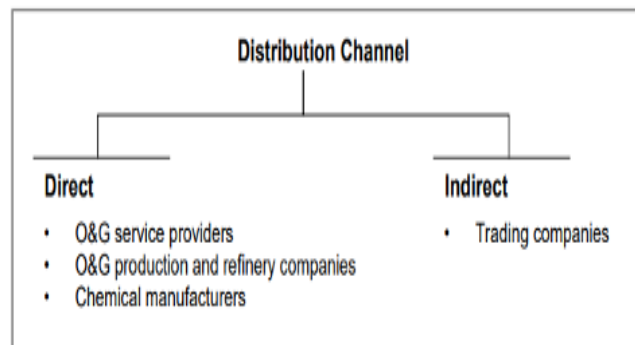 Distribution Channel
Direct
• O&G service providers
• O&G production and refinery companies
• Chemical manufacturers
Indirect
• Trading companies